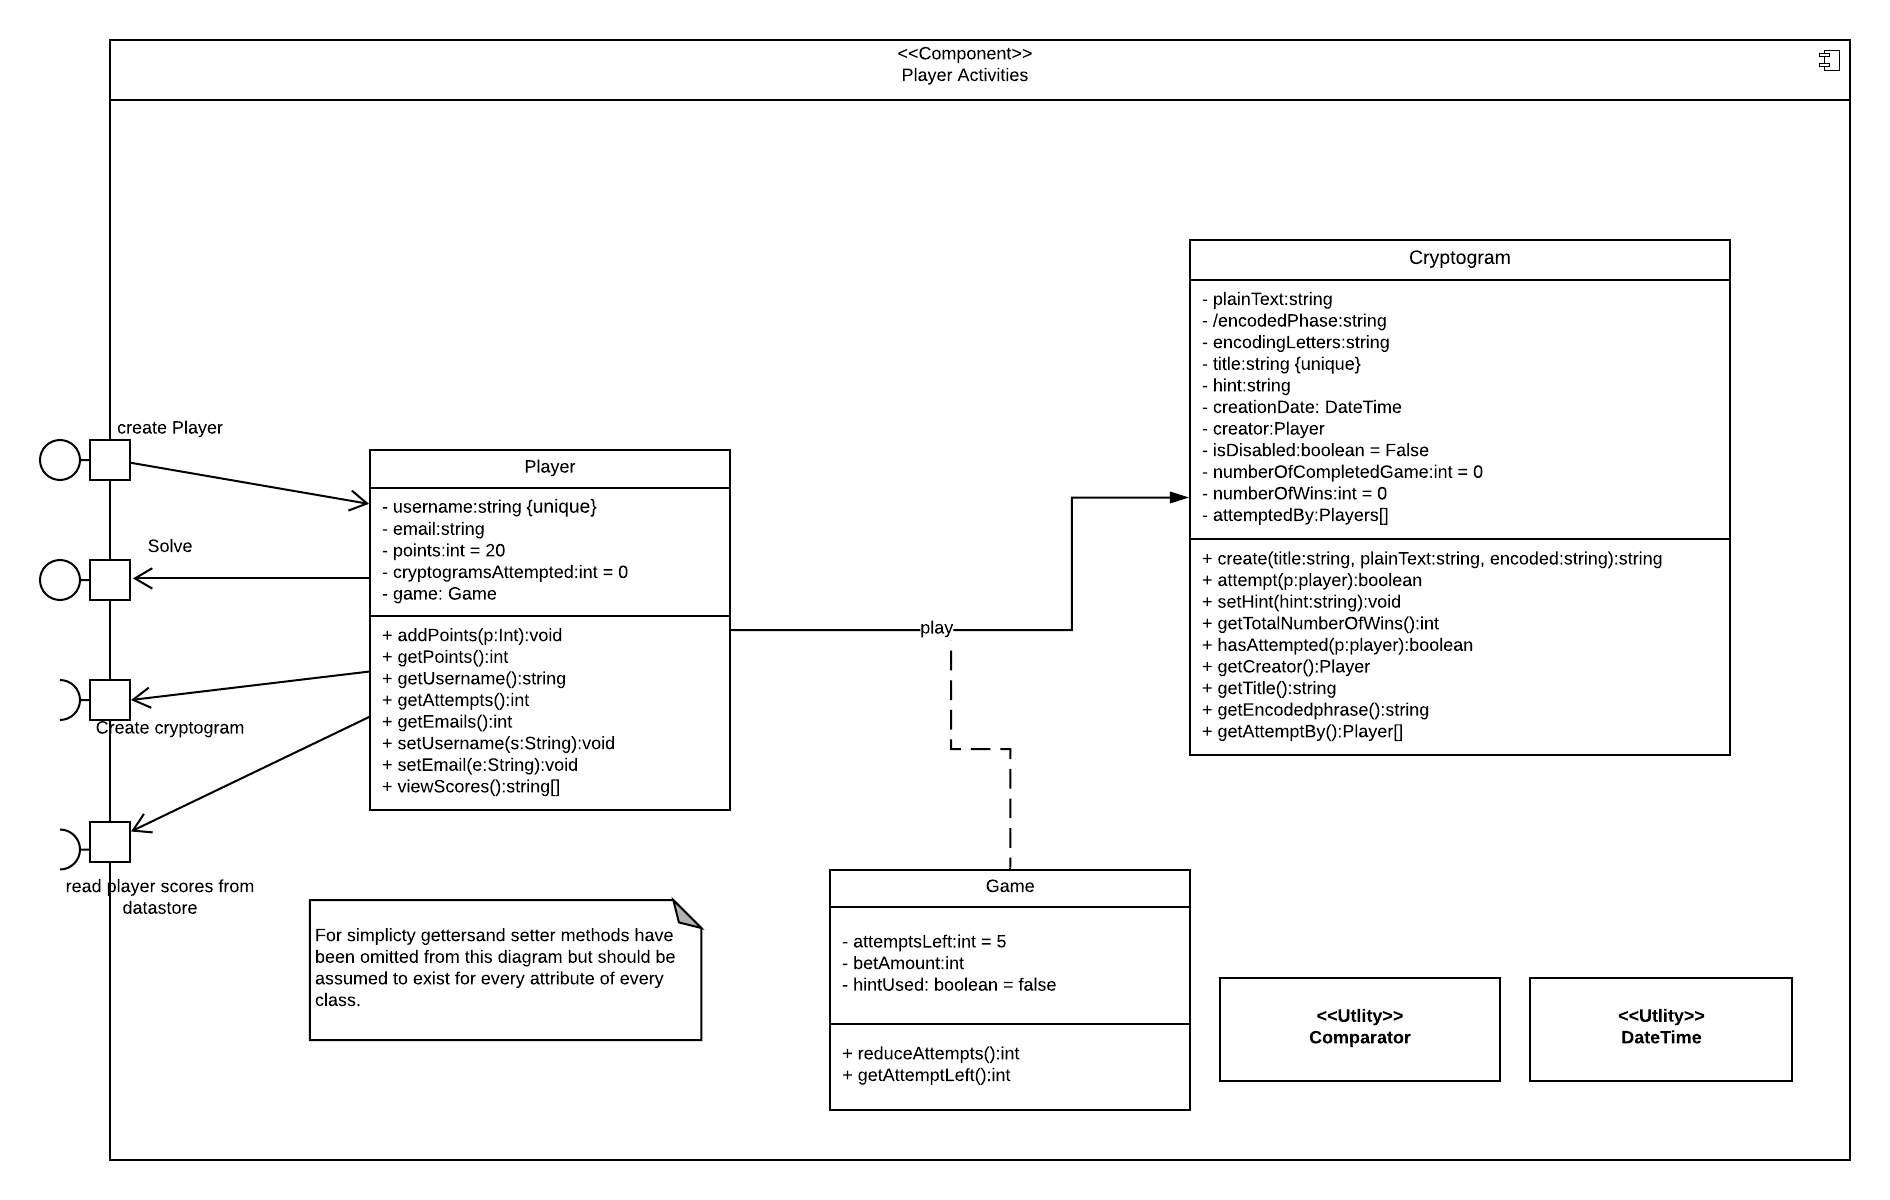 <<Component>>
Player Activities
Cryptogram
- plainText:string
- /encodedPhase:string
- encodingLetters:string
- title:string {unique}
- hint:string
- creationDate: DateTime
- creator:Player
- isDisabled:boolean = False
- numberOfCompletedGame:int = 0
- numberOfWins:int = 0
- attemptedBy:Players[]
+ create(title:string, plainText:string, encoded:string):string
+ attempt(p:player):boolean
+ setHint(hint:string):void
+ getTotalNumberOfWins():int
+ hasAttempted(p:player):boolean
+ getCreator():Player
+ getTitle():string
+ getEncodedphrase():string
+ getAttemptBy():Player[]
create Player
Solve
Create cryptogram
read player scores from
datastore
Player
- username:string {unique}
- email:string
- points:int = 20
- cryptogramsAttempted:int = 0
- game: Game
+ addPoints(p:Int):void
+ getPoints():int
+ getUsername():string
+ getAttempts():int
+ getEmails():int
+ setUsername(s:String):void
+ setEmail(e:String):void
+ viewScores():string[]
play
For simplicty gettersand setter methods have
been omitted from this diagram but should be
assumed to exist for every attribute of every
class.
Game
- attemptsLeft:int = 5
- betAmount:int
- hintUsed: boolean = false
+ reduceAttempts():int
+ getAttemptLeft():int
<<Utlity>>
Comparator
<<Utlity>>
DateTime